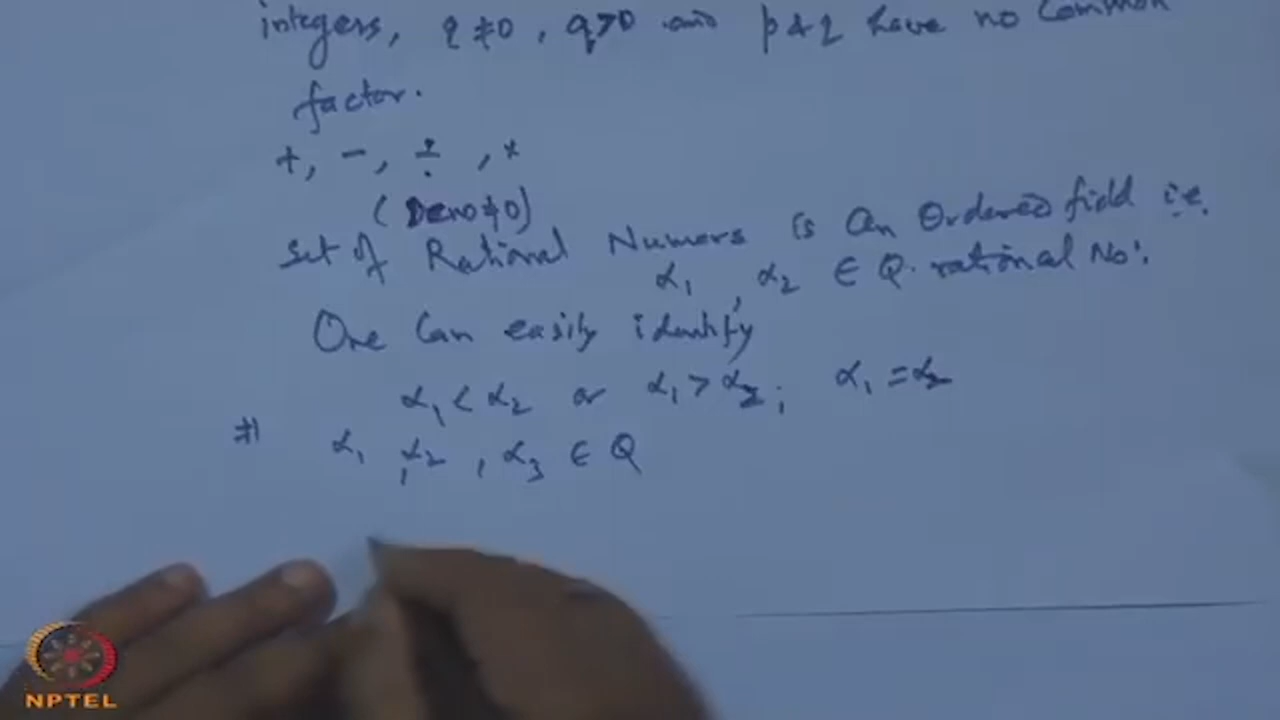 integers, q ≠ 0, q > 0 and p & q have no common
factor.
+, -, ÷, ×
(Deno ≠ 0)
Set of Rational Numers is an Ordered field i.e.
α₁, α₂ ∈ Q. rational No:
One can easily identify
α₁ < α₂ or α₁ > α₂; α₁ = α₂
α₁, α₂, α₃ ∈ Q
NPTEL